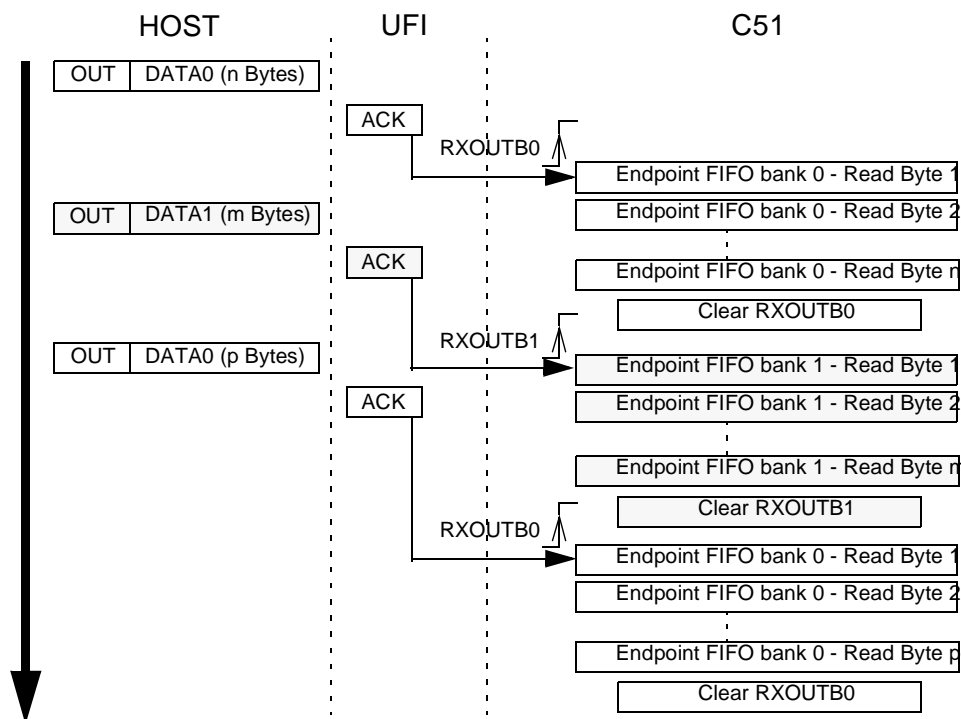 HOST UFI C51
OUT DATA0 (n Bytes)
ACK
RXOUTB0
Endpoint FIFO bank 0 - Read Byte 1
OUT DATA1 (m Bytes)
Endpoint FIFO bank 0 - Read Byte 2
ACK
Endpoint FIFO bank 0 - Read Byte n
Clear RXOUTB0
RXOUTB1
OUT DATA0 (p Bytes)
Endpoint FIFO bank 1 - Read Byte 1
ACK
Endpoint FIFO bank 1 - Read Byte 2
Endpoint FIFO bank 1 - Read Byte m
Clear RXOUTB1
RXOUTB0
Endpoint FIFO bank 0 - Read Byte 1
Endpoint FIFO bank 0 - Read Byte 2
Endpoint FIFO bank 0 - Read Byte p
Clear RXOUTB0